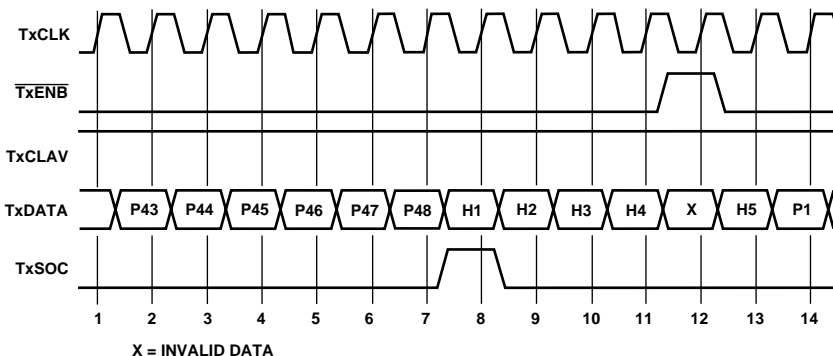 TxCLK
TxENB
TxCLAV
TxDATA P43 P44 P45 P46 P47 P48 H1 H2 H3 H4 X H5 P1
TxSOC
1 2 3 4 5 6 7 8 9 10 11 12 13 14
X = INVALID DATA